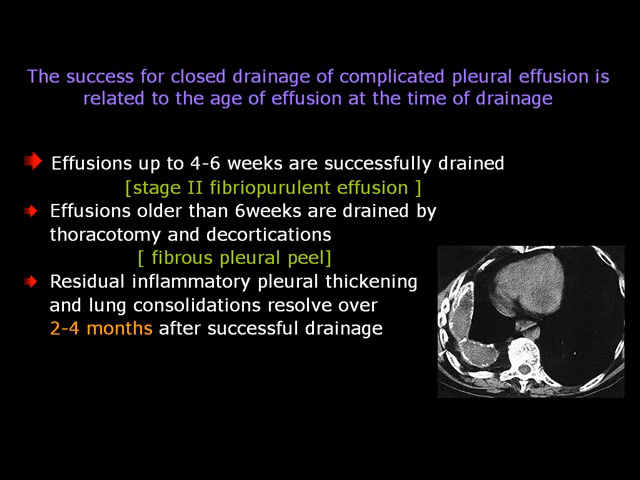 The success for closed drainage of complicated pleural effusion is
related to the age of effusion at the time of drainage
Effusions up to 4-6 weeks are successfully drained
[stage II fibriopurulent effusion ]
Effusions older than 6weeks are drained by
thoracotomy and decortications
[ fibrous pleural peel]
Residual inflammatory pleural thickening
and lung consolidations resolve over
2-4 months after successful drainage